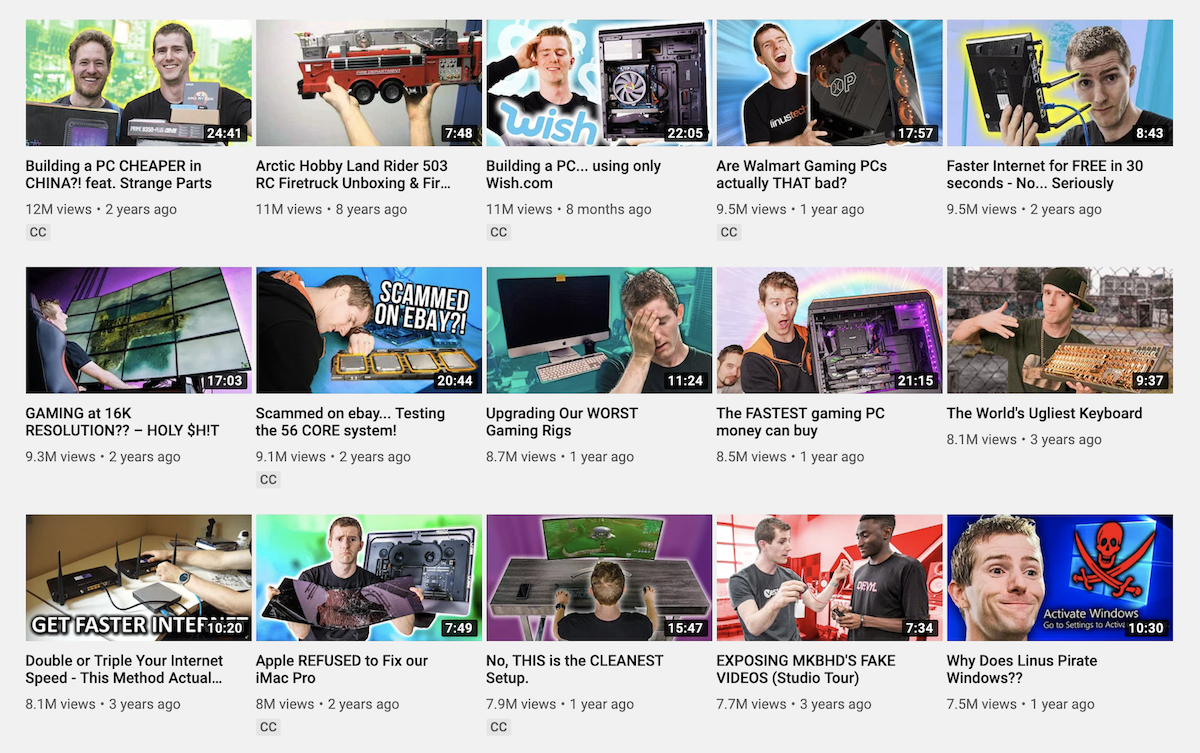 24:41
7:48
22:05
17:57
8:43
FIRE DEPARTMENT
wish
linustech
Building a PC CHEAPER in
CHINA?! feat. Strange Parts
12M views • 2 years ago
CC
Arctic Hobby Land Rider 503
RC Firetruck Unboxing & Fir...
11M views • 8 years ago
Building a PC... using only
Wish.com
11M views • 8 months ago
CC
Are Walmart Gaming PCs
actually THAT bad?
9.5M views • 1 year ago
CC
Faster Internet for FREE in 30
seconds - No... Seriously
9.5M views • 2 years ago
SCAMMED
ON EBAY?!
17:03
20:44
11:24
21:15
9:37
GAMING at 16K
RESOLUTION?? – HOLY $H!T
9.3M views • 2 years ago
Scammed on ebay... Testing
the 56 CORE system!
9.1M views • 2 years ago
CC
Upgrading Our WORST
Gaming Rigs
8.7M views • 1 year ago
The FASTEST gaming PC
money can buy
8.5M views • 1 year ago
The World's Ugliest Keyboard
8.1M views • 3 years ago
GET FASTER INTERNET
10:20
7:49
15:47
7:34
Activate Windows
Go to Settings to Activa
10:30
Double or Triple Your Internet
Speed - This Method Actual...
8.1M views • 3 years ago
Apple REFUSED to Fix our
iMac Pro
8M views • 2 years ago
CC
No, THIS is the CLEANEST
Setup.
7.9M views • 1 year ago
CC
EXPOSING MKBHD'S FAKE
VIDEOS (Studio Tour)
7.7M views • 3 years ago
Why Does Linus Pirate
Windows??
7.5M views • 1 year ago